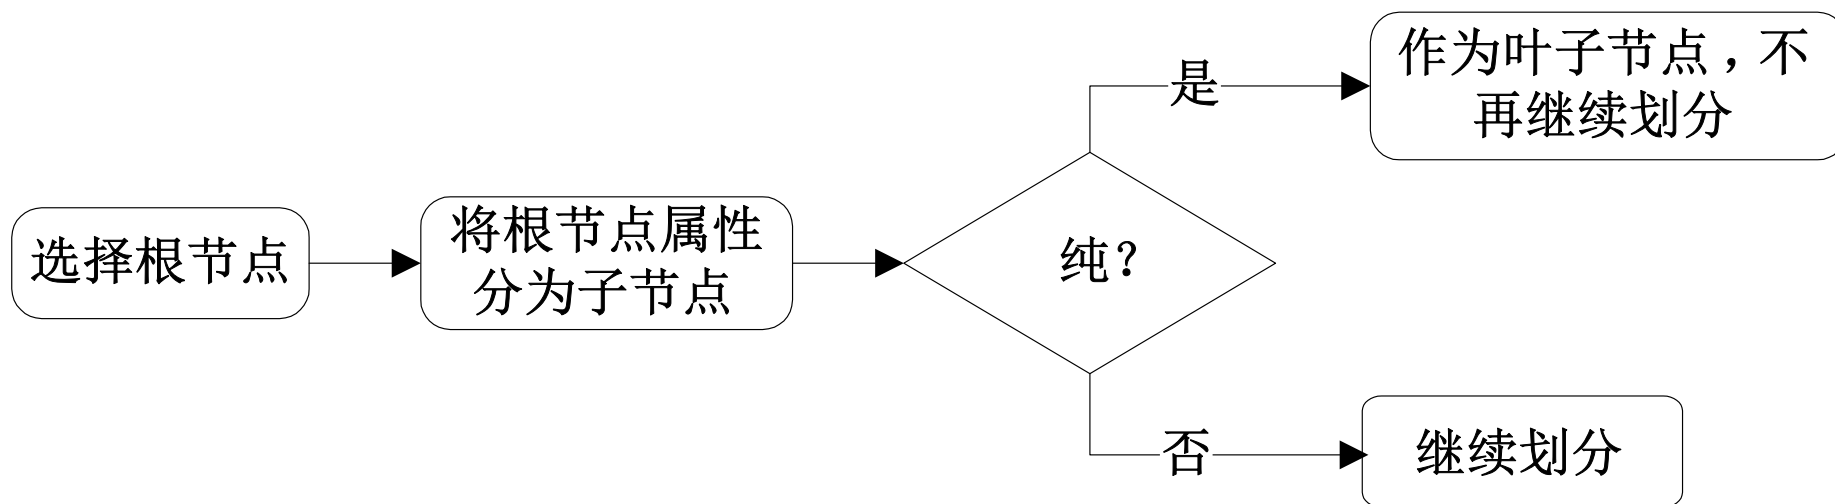 选择根节点
将根节点属性
分为子节点
纯？
是
作为叶子节点，不
再继续划分
否
继续划分